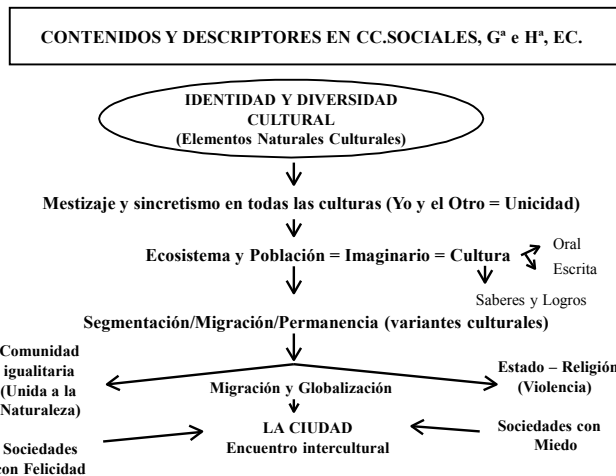 CONTENIDOS Y DESCRIPTORES EN CC.SOCIALES, Gª e Hª, EC.
IDENTIDAD Y DIVERSIDAD
CULTURAL
(Elementos Naturales Culturales)
Mestizaje y sincretismo en todas las culturas (Yo y el Otro = Unicidad)
Ecosistema y Población = Imaginario = Cultura
Oral
Escrita
Saberes y Logros
Segmentación/Migración/Permanencia (variantes culturales)
Comunidad
igualitaria
(Unida a la
Naturaleza)
Migración y Globalización
Estado – Religión
(Violencia)
Sociedades
con Felicidad
LA CIUDAD
Encuentro intercultural
Sociedades con
Miedo